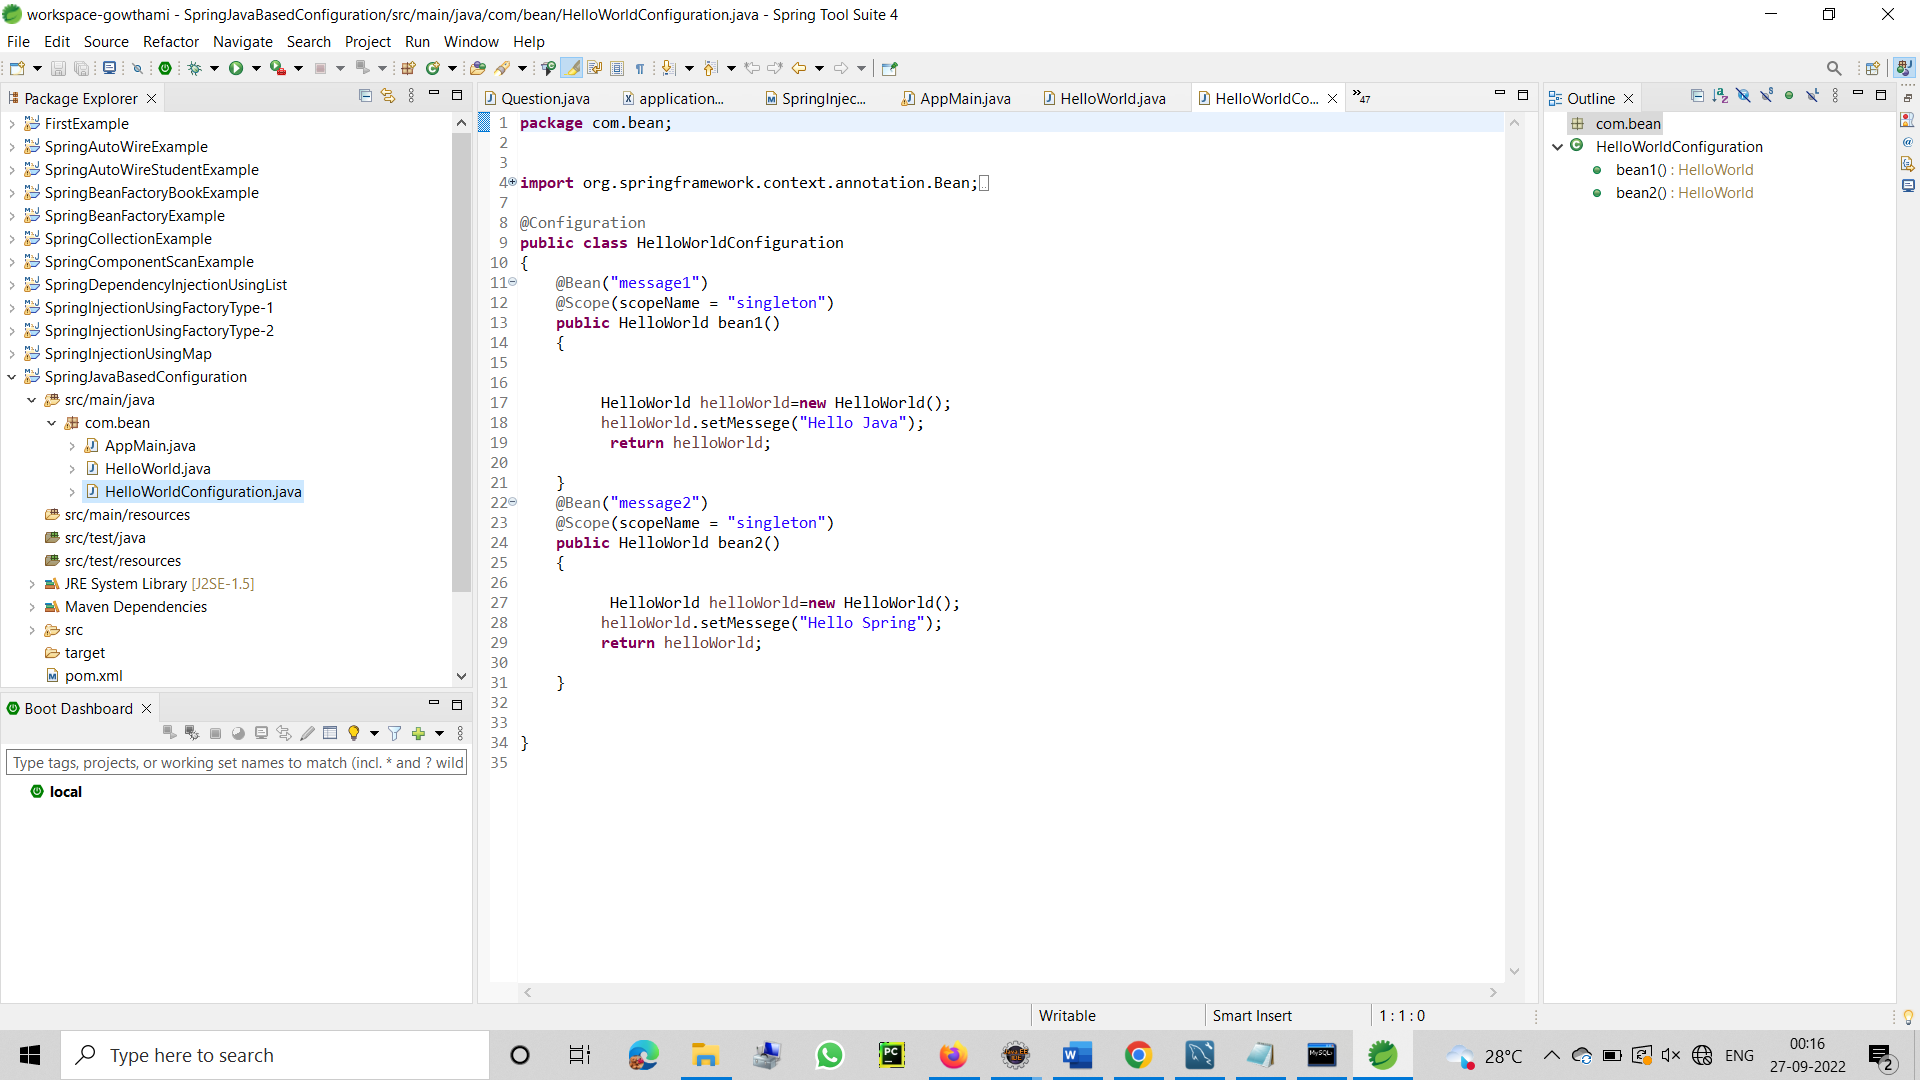 workspace-gowthami - SpringJavaBasedConfiguration/src/main/java/com/bean/HelloWorldConfiguration.java - Spring Tool Suite 4
File Edit Source Refactor Navigate Search Project Run Window Help
Package Explorer
FirstExample
SpringAutoWireExample
SpringAutoWireStudentExample
SpringBeanFactoryBookExample
SpringBeanFactoryExample
SpringCollectionExample
SpringComponentScanExample
SpringDependencyInjectionUsingList
SpringInjectionUsingFactoryType-1
SpringInjectionUsingFactoryType-2
SpringInjectionUsingMap
SpringJavaBasedConfiguration
src/main/java
com.bean
AppMain.java
HelloWorld.java
HelloWorldConfiguration.java
src/main/resources
src/test/java
src/test/resources
JRE System Library [J2SE-1.5]
Maven Dependencies
src
target
pom.xml
Boot Dashboard
Type tags, projects, or working set names to match (incl. * and ? wild
local
Question.java application... SpringInjec... AppMain.java HelloWorld.java HelloWorldCo... »47
1 package com.bean;
2
3
4 import org.springframework.context.annotation.Bean;
7
8 @Configuration
9 public class HelloWorldConfiguration
10 {
11 @Bean("message1")
12 @Scope(scopeName = "singleton")
13 public HelloWorld bean1()
14 {
15
16
17 HelloWorld helloWorld=new HelloWorld();
18 helloWorld.setMessege("Hello Java");
19 return helloWorld;
20
21 }
22 @Bean("message2")
23 @Scope(scopeName = "singleton")
24 public HelloWorld bean2()
25 {
26
27 HelloWorld helloWorld=new HelloWorld();
28 helloWorld.setMessege("Hello Spring");
29 return helloWorld;
30
31 }
32
33
34 }
35
Outline
com.bean
HelloWorldConfiguration
bean1() : HelloWorld
bean2() : HelloWorld
Writable Smart Insert 1 : 1 : 0
Type here to search
28°C ENG
00:16
27-09-2022
2